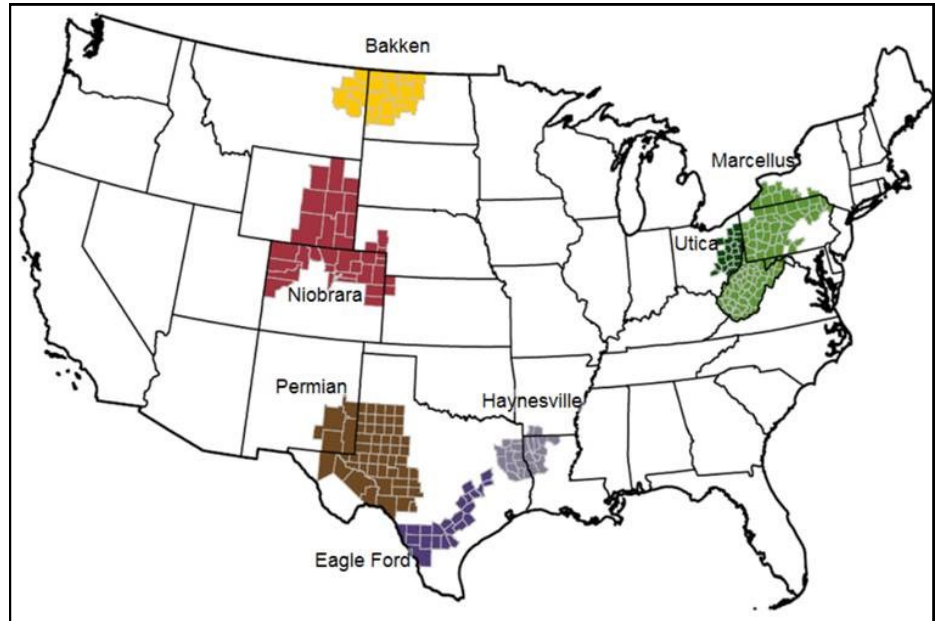 Bakken
Marcellus
Utica
Niobrara
Permian
Haynesville
Eagle Ford